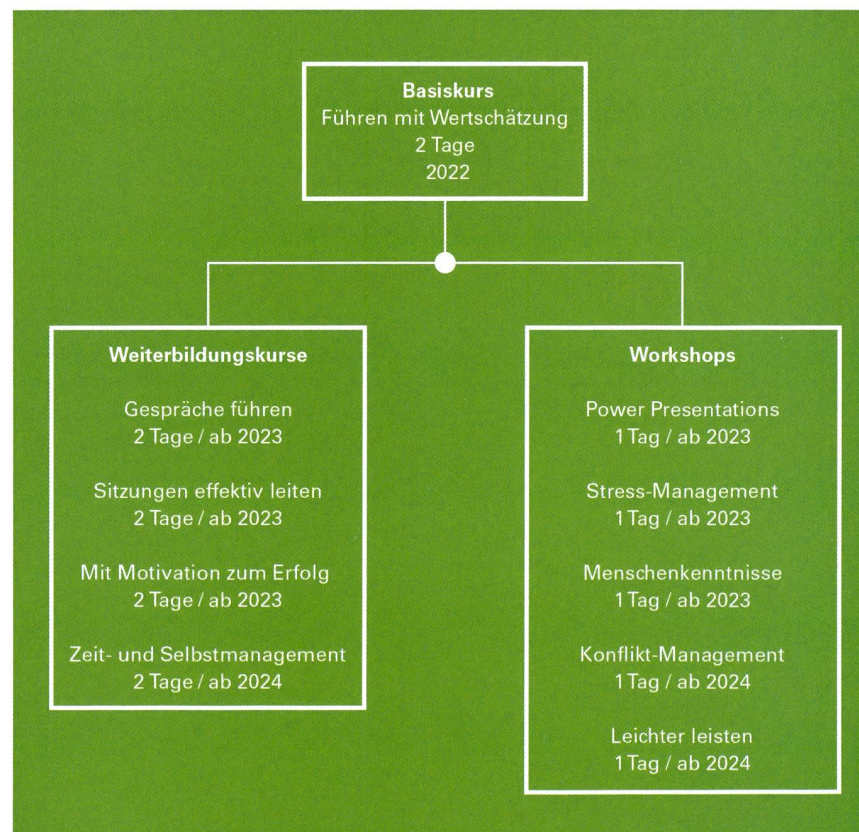 Basiskurs
Führen mit Wertschätzung
2 Tage
2022
Weiterbildungskurse
Gespräche führen
2 Tage / ab 2023
Sitzungen effektiv leiten
2 Tage / ab 2023
Mit Motivation zum Erfolg
2 Tage / ab 2023
Zeit- und Selbstmanagement
2 Tage / ab 2024
Workshops
Power Presentations
1 Tag / ab 2023
Stress-Management
1 Tag / ab 2023
Menschenkenntnisse
1 Tag / ab 2023
Konflikt-Management
1 Tag / ab 2024
Leichter leisten
1 Tag / ab 2024